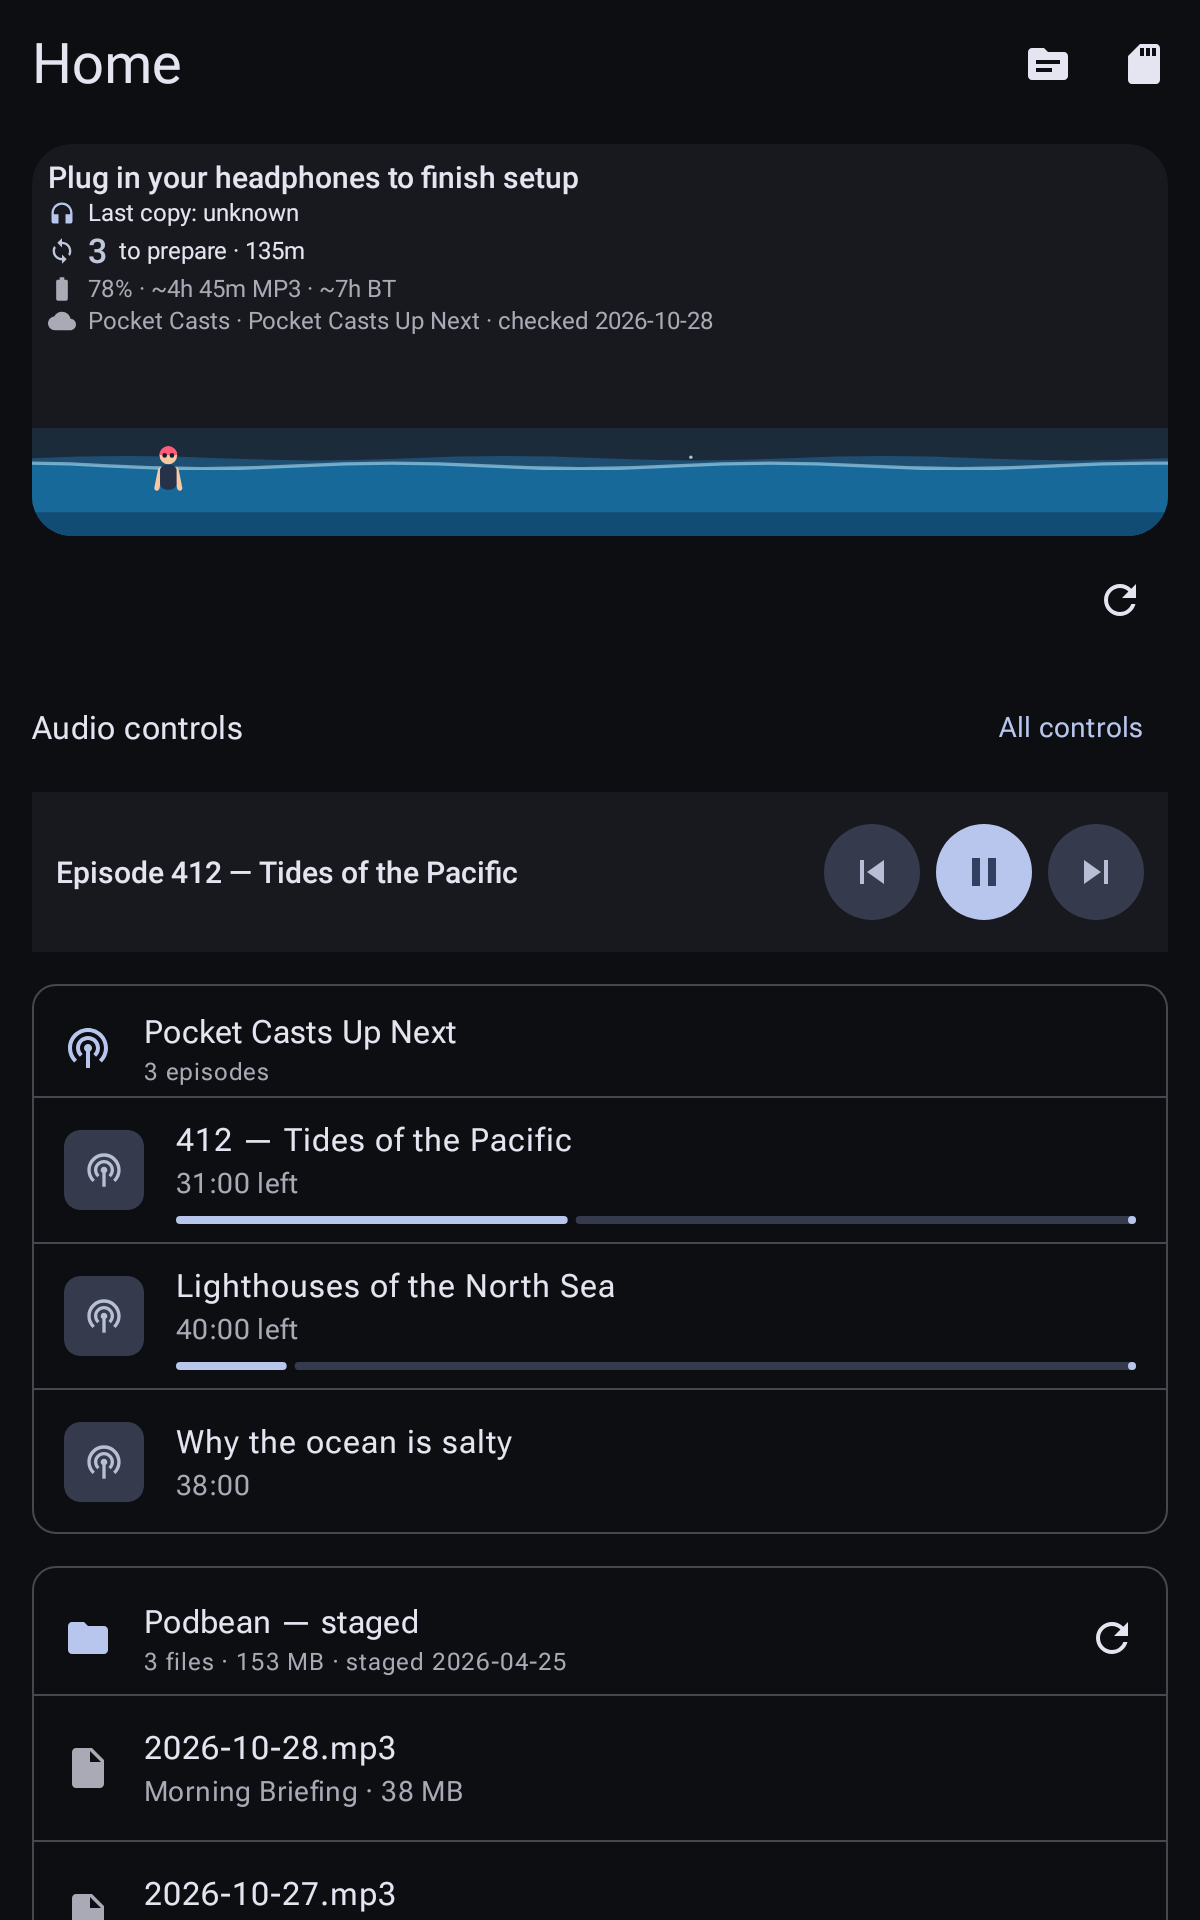 Home
Plug in your headphones to finish setup
Last copy: unknown
3 to prepare · 135m
78% · ~4h 45m MP3 · ~7h BT
Pocket Casts · Pocket Casts Up Next · checked 2026-10-28
Audio controls
All controls
Episode 412 — Tides of the Pacific
Pocket Casts Up Next
3 episodes
412 — Tides of the Pacific
31:00 left
Lighthouses of the North Sea
40:00 left
Why the ocean is salty
38:00
Podbean — staged
3 files · 153 MB · staged 2026-04-25
2026-10-28.mp3
Morning Briefing · 38 MB
2026-10-27.mp3